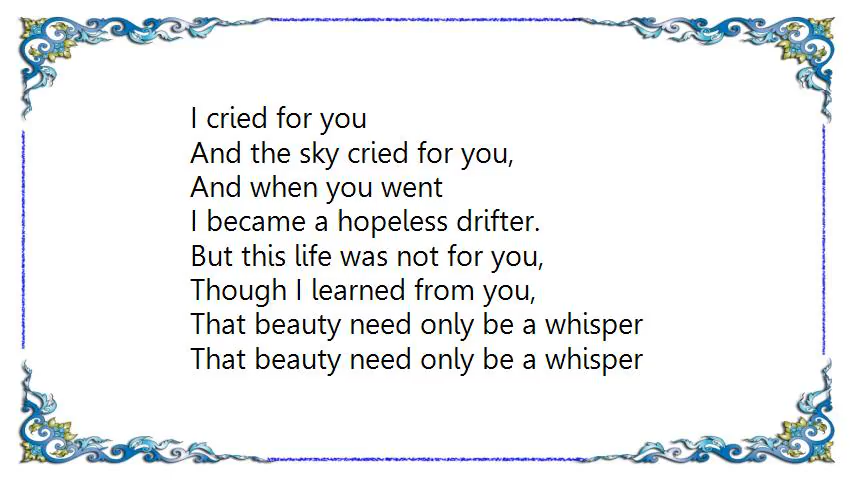 I cried for you
And the sky cried for you,
And when you went
I became a hopeless drifter.
But this life was not for you,
Though I learned from you,
That beauty need only be a whisper
That beauty need only be a whisper